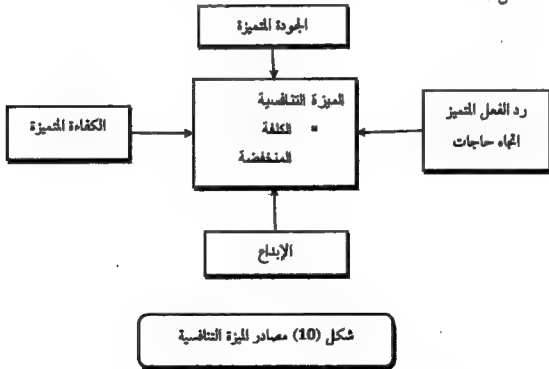 الجودة المتميزة
الميزة التنافسية
▪ الكلفة
المنخفضة
رد الفعل المتميز
اتجاه حاجات
الكفاءة المتميزة
الإبداع
شكل (10) مصادر الميزة التنافسية